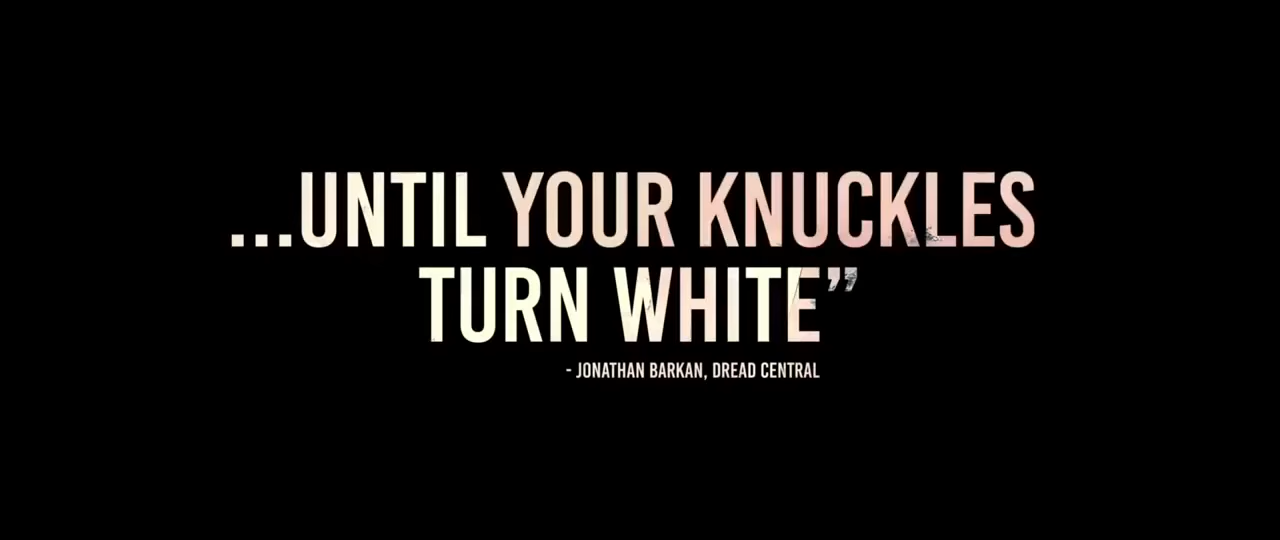 ...UNTIL YOUR KNUCKLES
TURN WHITE”
- JONATHAN BARKAN, DREAD CENTRAL